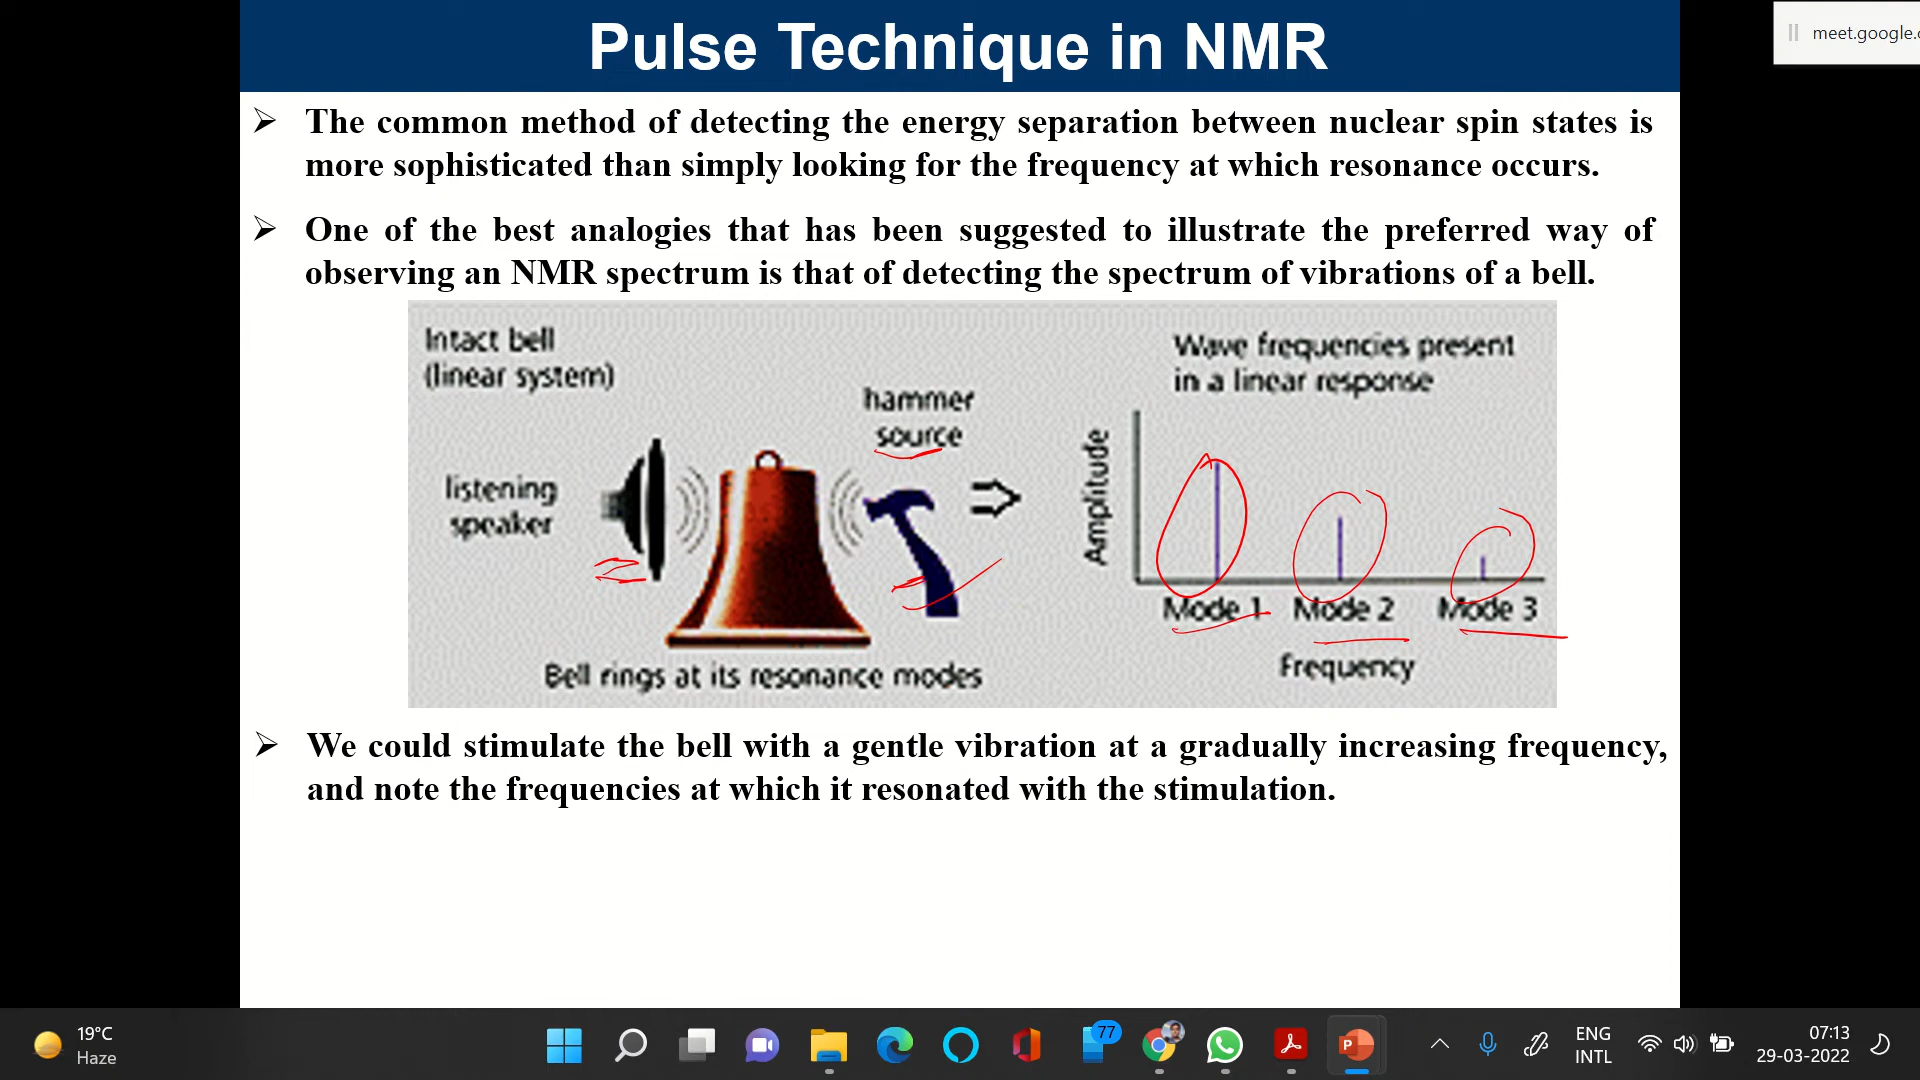 Pulse Technique in NMR
meet.google.c
The common method of detecting the energy separation between nuclear spin states is
more sophisticated than simply looking for the frequency at which resonance occurs.
One of the best analogies that has been suggested to illustrate the preferred way of
observing an NMR spectrum is that of detecting the spectrum of vibrations of a bell.
Intact bell
(linear system)
hammer
source
listening
speaker
Bell rings at its resonance modes
Wave frequencies present
in a linear response
Amplitude
Mode 1 Mode 2 Mode 3
Frequency
We could stimulate the bell with a gentle vibration at a gradually increasing frequency,
and note the frequencies at which it resonated with the stimulation.
19°C
Haze
77
ENG
INTL
07:13
29-03-2022